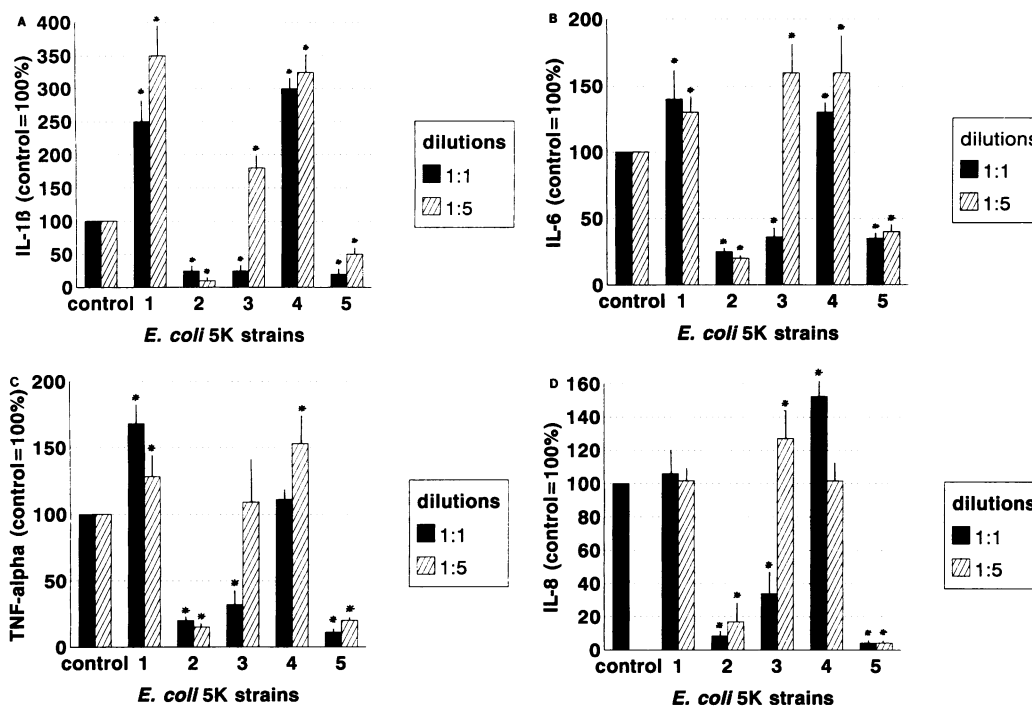 A
IL-1ß (control=100%)
400
350
300
250
200
150
100
50
0
control 1 2 3 4 5
E. coli 5K strains
dilutions
1:1
1:5
B
IL-6 (control=100%)
200
150
100
50
0
control 1 2 3 4 5
E. coli 5K strains
dilutions
1:1
1:5
C
TNF-alpha (control=100%)
200
150
100
50
0
control 1 2 3 4 5
E. coli 5K strains
dilutions
1:1
1:5
D
IL-8 (control=100%)
160
140
120
100
80
60
40
20
0
control 1 2 3 4 5
E. coli 5K strains
dilutions
1:1
1:5